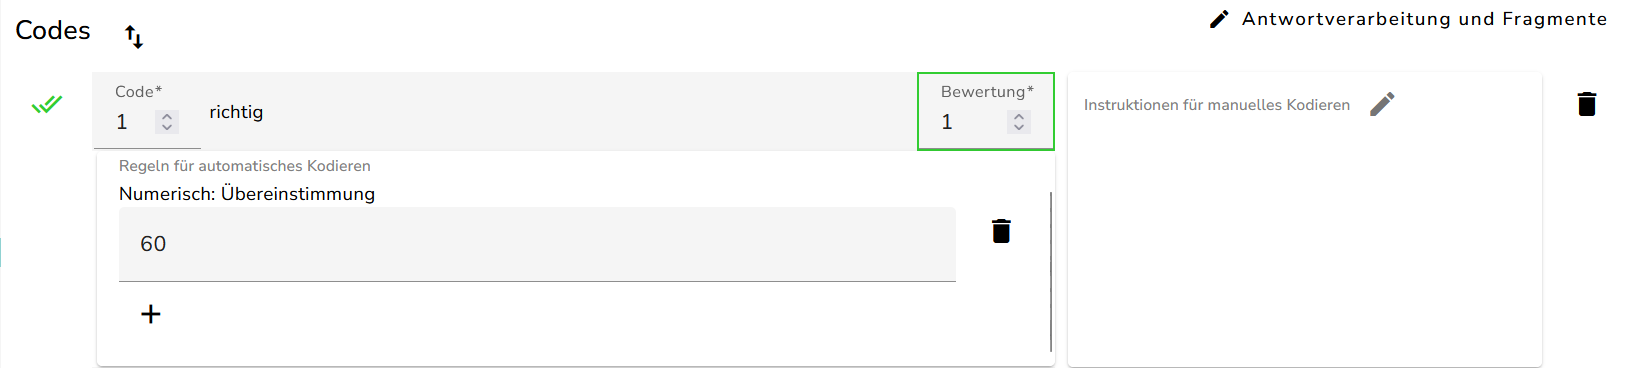 Codes
Antwortverarbeitung und Fragmente
Code*
1
richtig
Bewertung*
1
Instruktionen für manuelles Kodieren
Regeln für automatisches Kodieren
Numerisch: Übereinstimmung
60